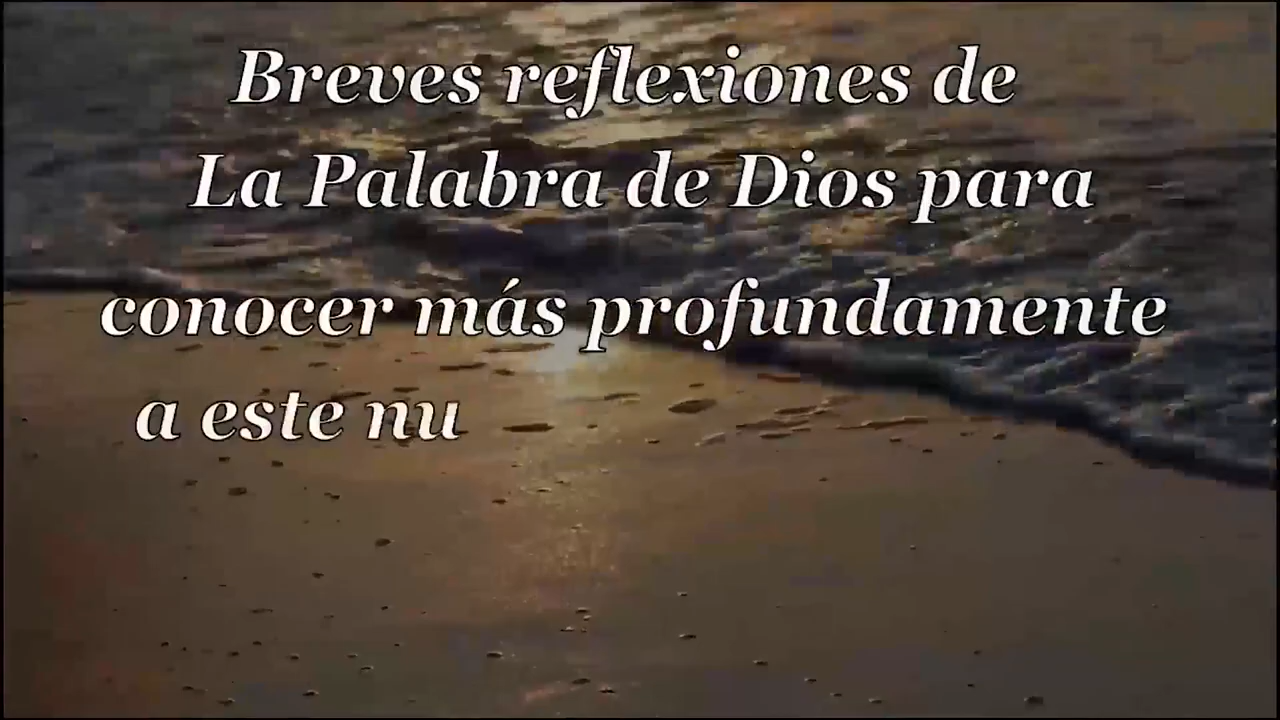 Breves reflexiones de
La Palabra de Dios para
conocer más profundamente
a este nu